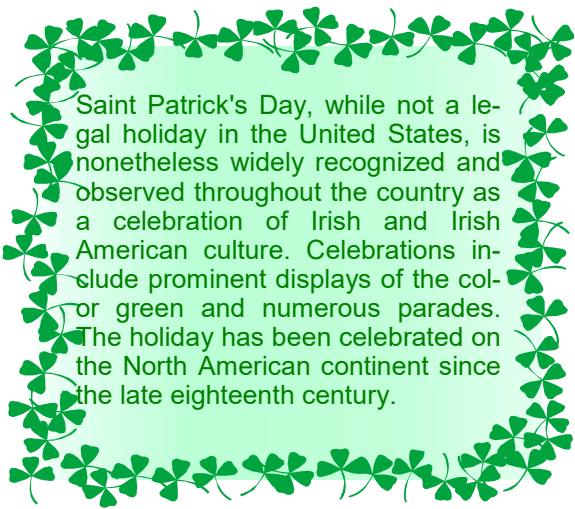 Saint Patrick's Day, while not a le-
gal holiday in the United States, is
nonetheless widely recognized and
observed throughout the country as
a celebration of Irish and Irish
American culture. Celebrations in-
clude prominent displays of the col-
or green and numerous parades.
The holiday has been celebrated on
the North American continent since
the late eighteenth century.